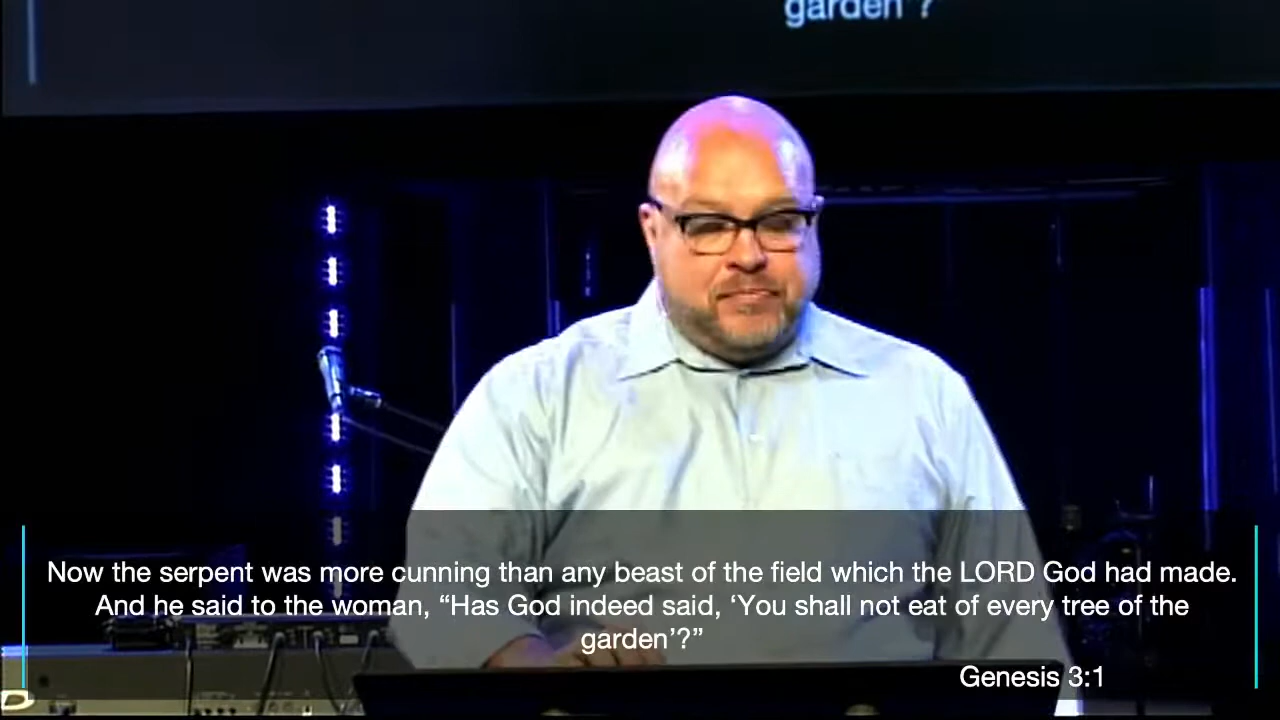 garden’?”
Now the serpent was more cunning than any beast of the field which the LORD God had made.
And he said to the woman, “Has God indeed said, ‘You shall not eat of every tree of the
garden’?”
Genesis 3:1